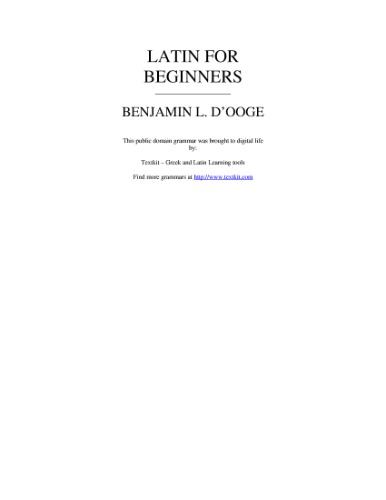 LATIN FOR
BEGINNERS
BENJAMIN L. D'OOGE
This public domain grammar was brought to digital life
by:
Textkit – Greek and Latin Learning tools
Find more grammars at http://www.textkit.com